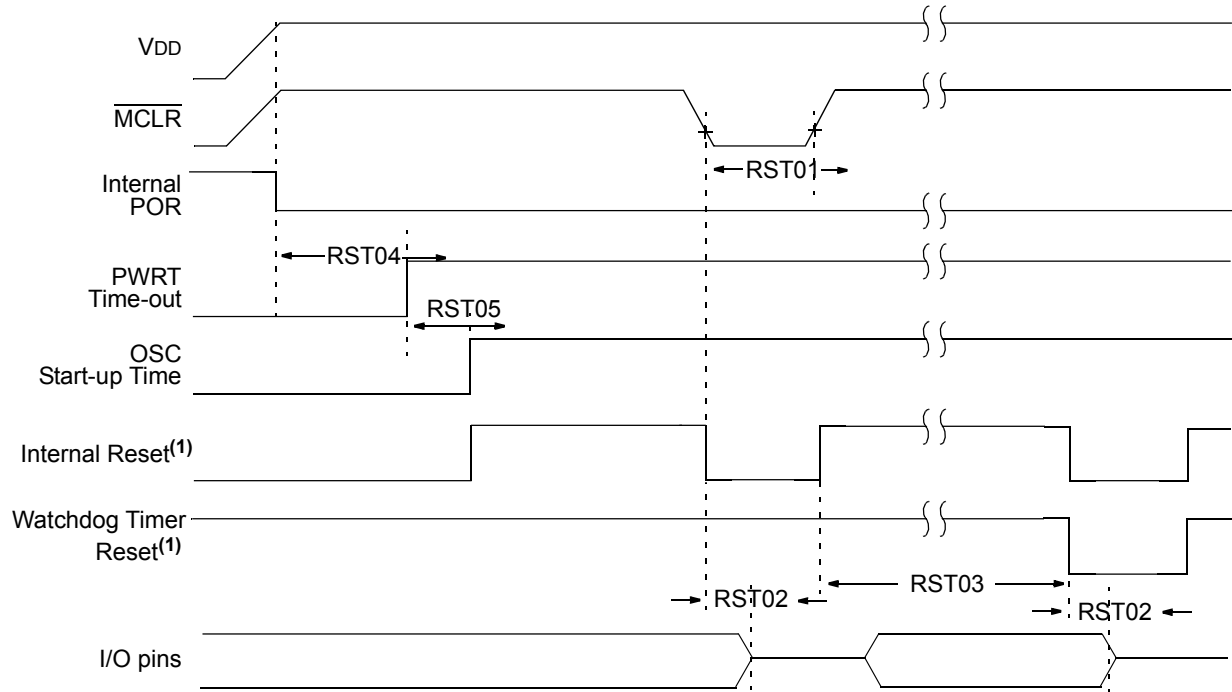 VDD
MCLR
RST01
Internal
POR
RST04
PWRT
Time-out
RST05
OSC
Start-up Time
Internal Reset(1)
Watchdog Timer
Reset(1)
RST03
RST02
RST02
I/O pins